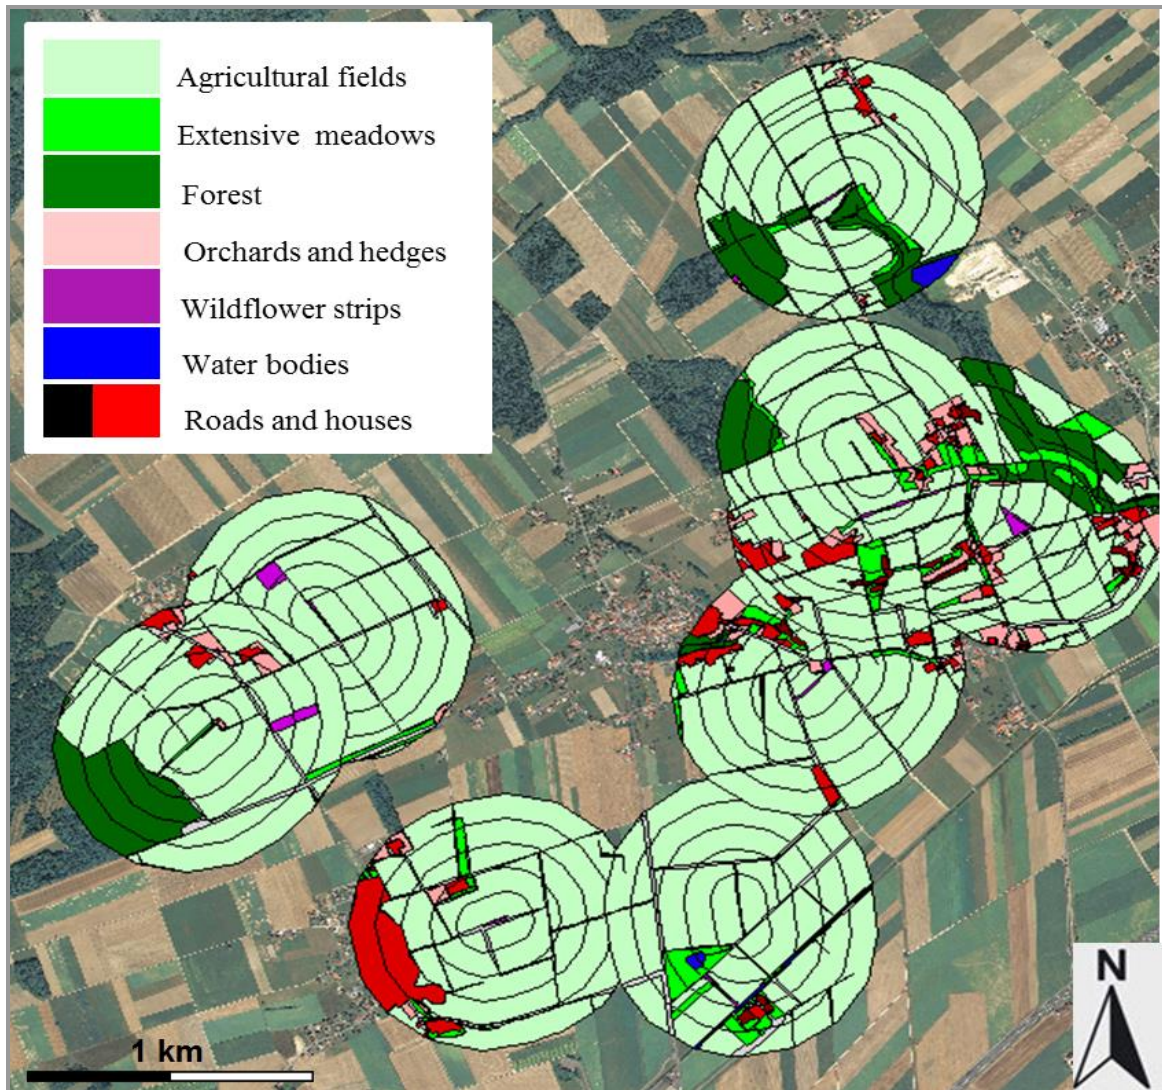 Agricultural fields
Extensive meadows
Forest
Orchards and hedges
Wildflower strips
Water bodies
Roads and houses
N
1 km